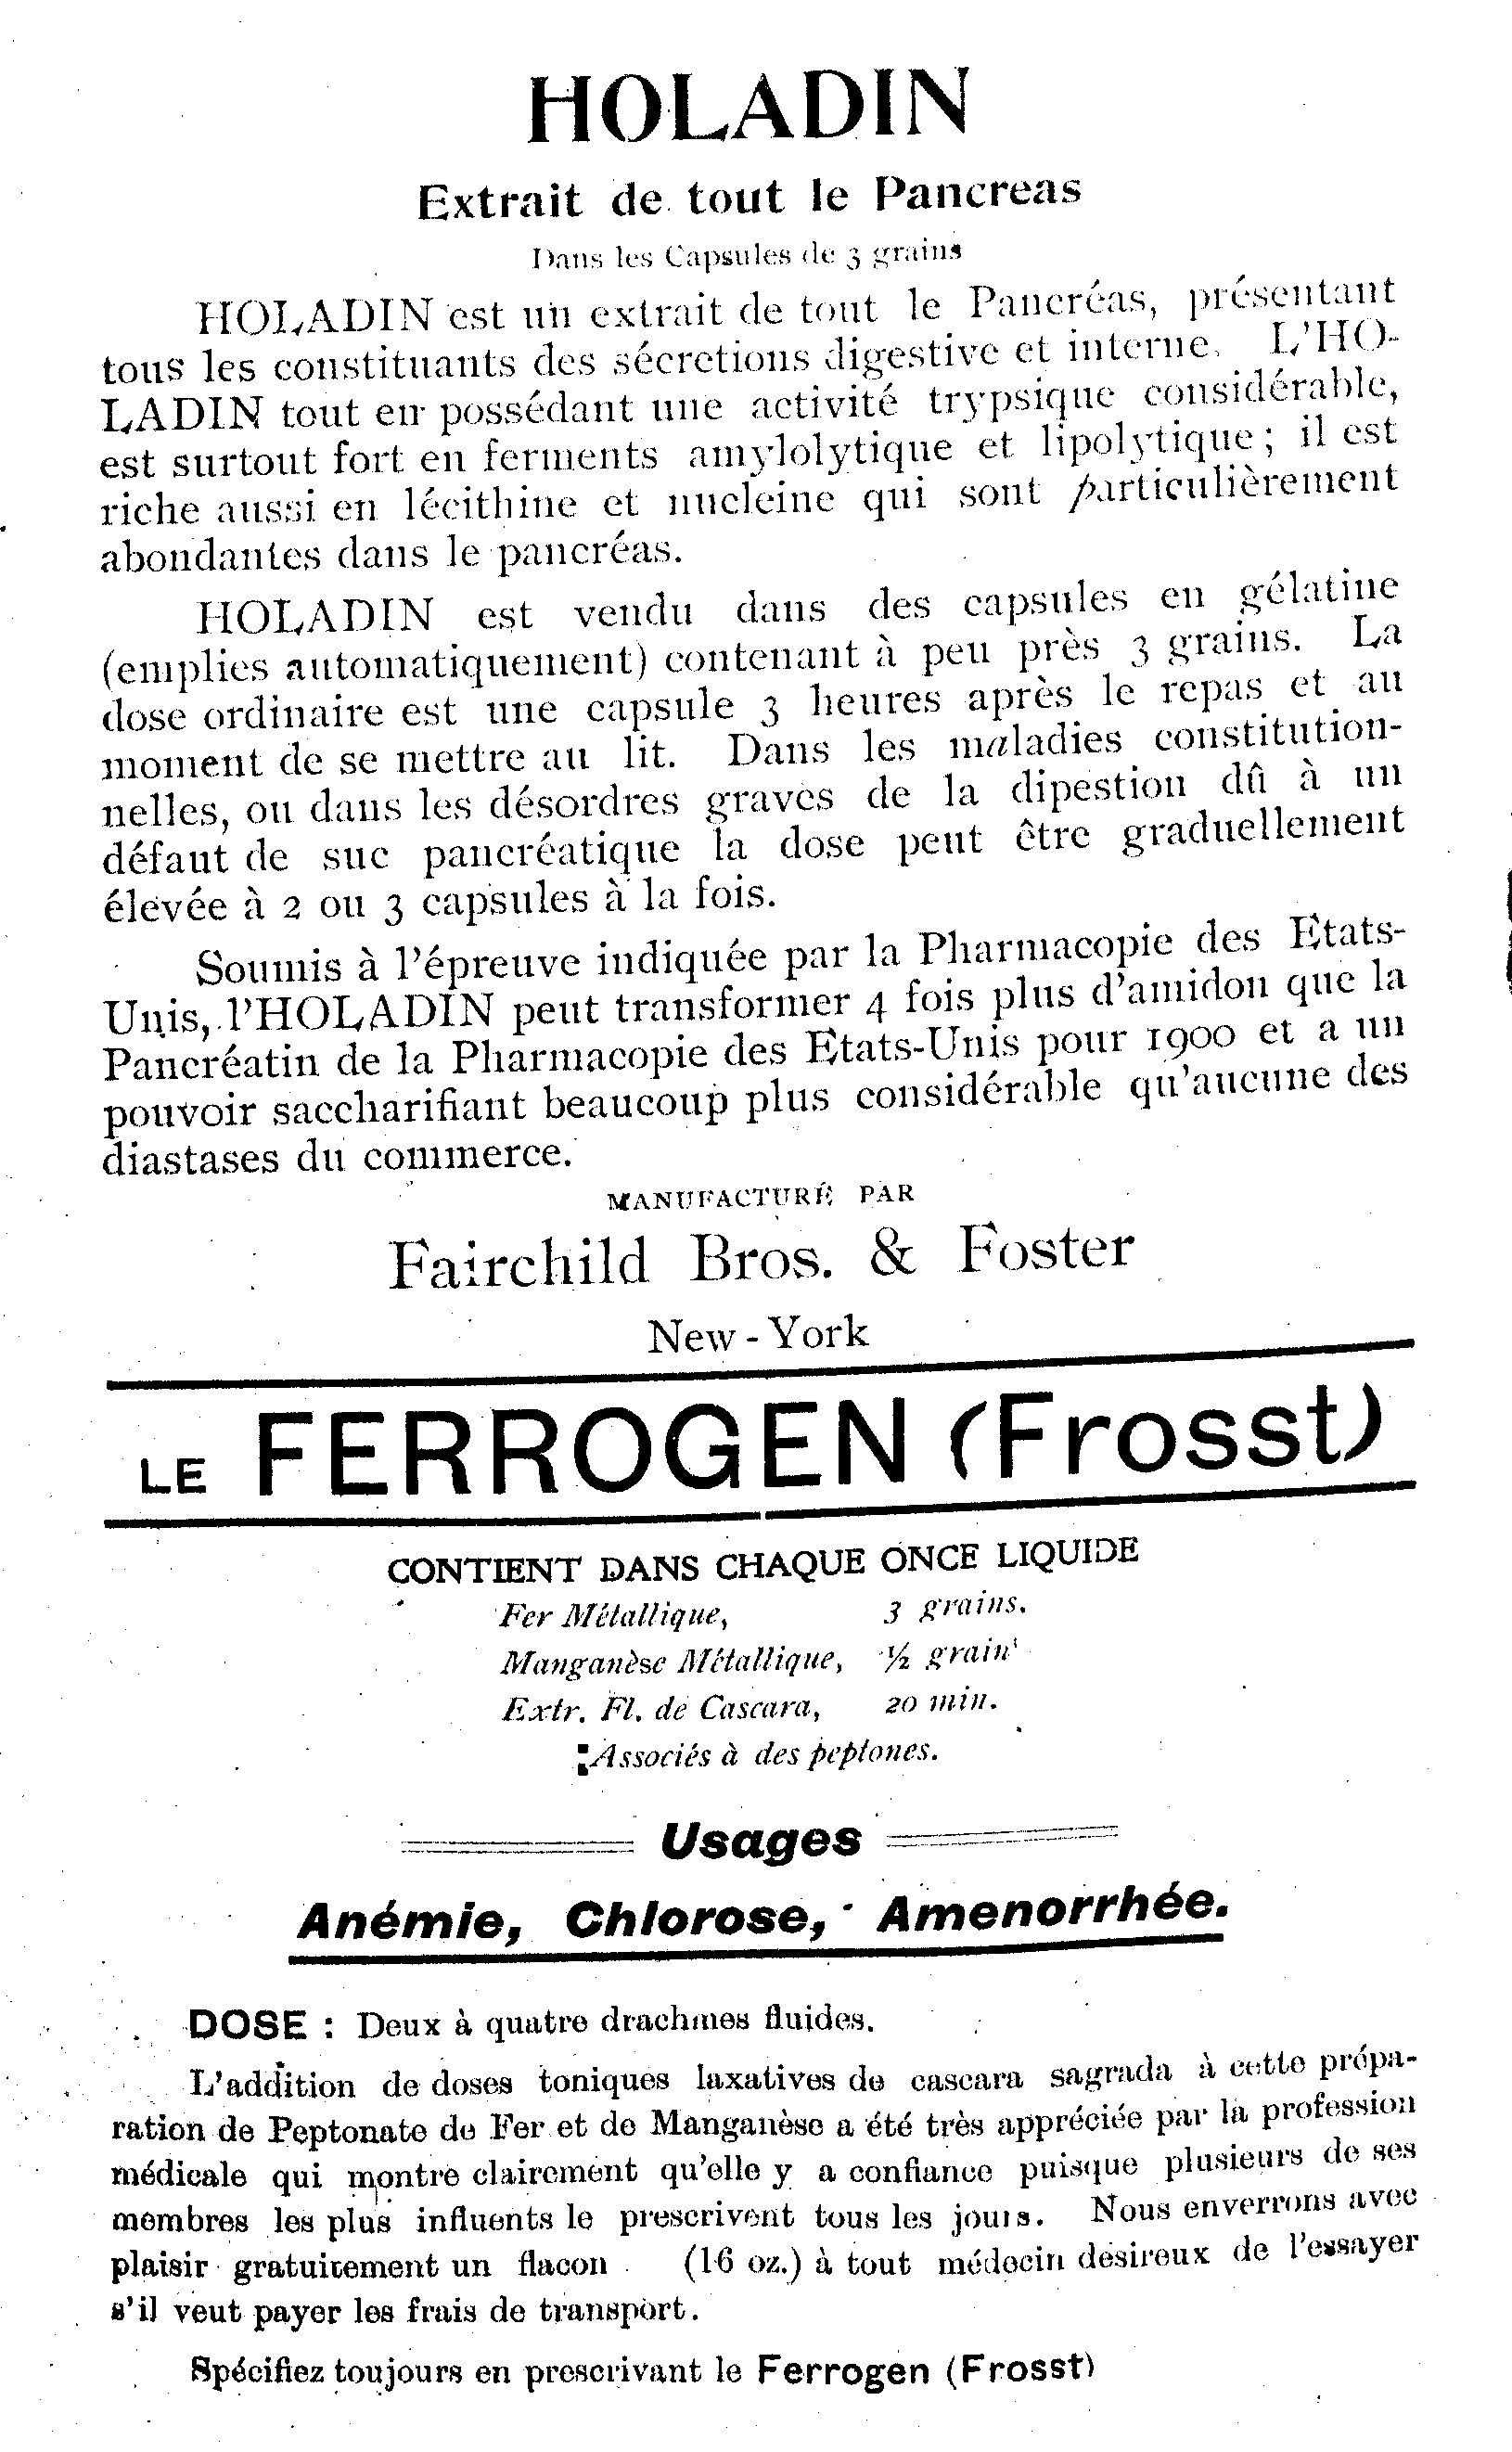 HOLADIN
Extrait de tout le Pancreas
Dans les Capsules de 3 grains
HOLADIN est un extrait de tout le Pancréas, présentant
tous les constituants des sécretions digestive et interne. L'HO-
LADIN tout en possédant une activité trypsique considérable,
est surtout fort en ferments amylolytique et lipolytique; il est
riche aussi en lécithine et nucleine qui sont particulièrement
abondantes dans le pancréas.
HOLADIN est vendu dans des capsules en gélatine
(emplies automatiquement) contenant à peu près 3 grains. La
dose ordinaire est une capsule 3 heures après le repas et au
moment de se mettre au lit. Dans les maladies constitution-
nelles, ou dans les désordres graves de la dipestion dû à un
défaut de suc pancréatique la dose peut être graduellement
élevée à 2 ou 3 capsules à la fois.
Soumis à l'épreuve indiquée par la Pharmacopie des Etats-
Unis, l'HOLADIN peut transformer 4 fois plus d'amidon que la
Pancréatin de la Pharmacopie des Etats-Unis pour 1900 et a un
pouvoir saccharifiant beaucoup plus considérable qu'aucune des
diastases du commerce.
MANUFACTURÉ PAR
Fairchild Bros. & Foster
New-York
LE FERROGEN (Frosst)
CONTIENT DANS CHAQUE ONCE LIQUIDE
Fer Métallique, 3 grains.
Manganèse Métallique, ½ grain
Extr. Fl. de Cascara, 20 min.
Associés à des peptones.
Usages
Anémie, Chlorose, Amenorrhée.
DOSE : Deux à quatre drachmes fluides.
L'addition de doses toniques laxatives de cascara sagrada à cette prépa-
ration de Peptonate de Fer et de Manganèse a été très appréciée par la profession
médicale qui montre clairement qu'elle y a confiance puisque plusieurs de ses
membres les plus influents le prescrivent tous les jours. Nous enverrons avec
plaisir gratuitement un flacon (16 oz.) à tout médecin desireux de l'essayer
s'il veut payer les frais de transport.
Spécifiez toujours en prescrivant le Ferrogen (Frosst)